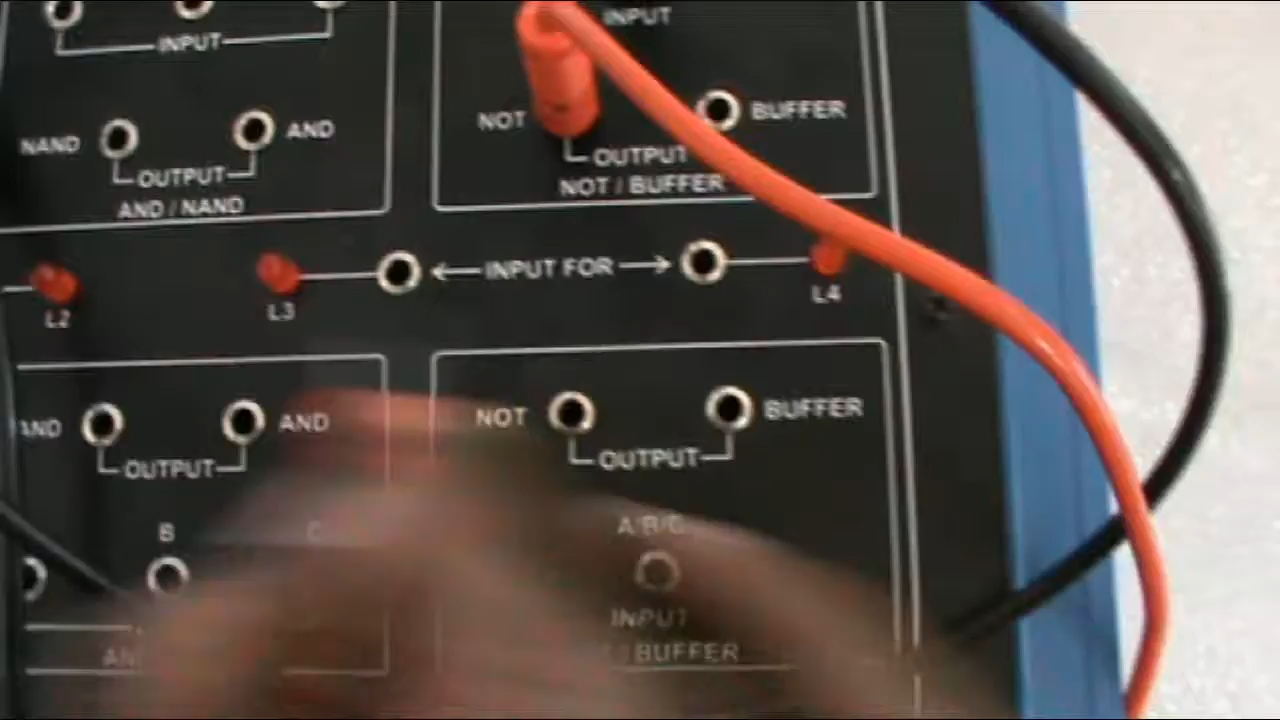 INPUT
INPUT
NAND
AND
OUTPUT
AND / NAND
NOT
BUFFER
OUTPUT
NOT / BUFFER
L2
L3
INPUT FOR
L4
AND
OUTPUT
NOT
BUFFER
OUTPUT
B
C
A/B/C
INPUT
/ BUFFER